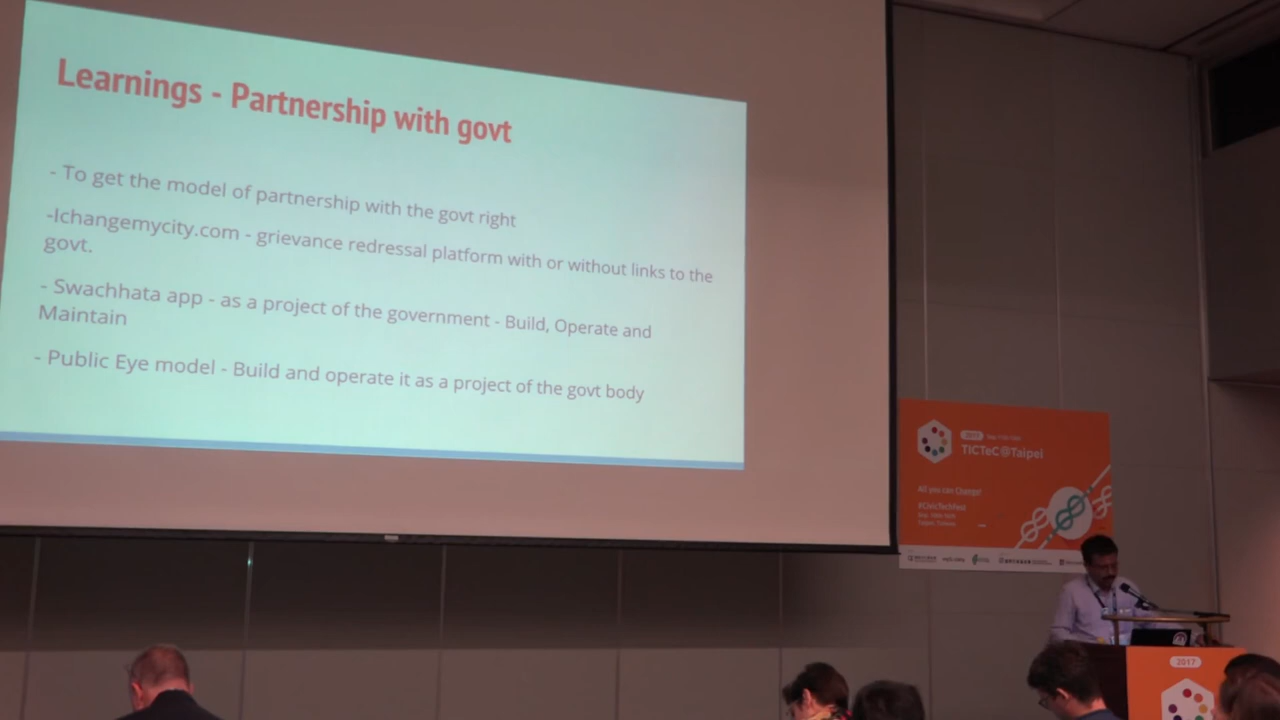 Learnings - Partnership with govt
- To get the model of partnership with the govt right
-Ichangemycity.com - grievance redressal platform with or without links to the
govt.
- Swachhata app - as a project of the government - Build, Operate and
Maintain
- Public Eye model - Build and operate it as a project of the govt body
2017
TICTeC@Taipei
All you can Change!
#CivicTechFest
Taipei, Taiwan
2017